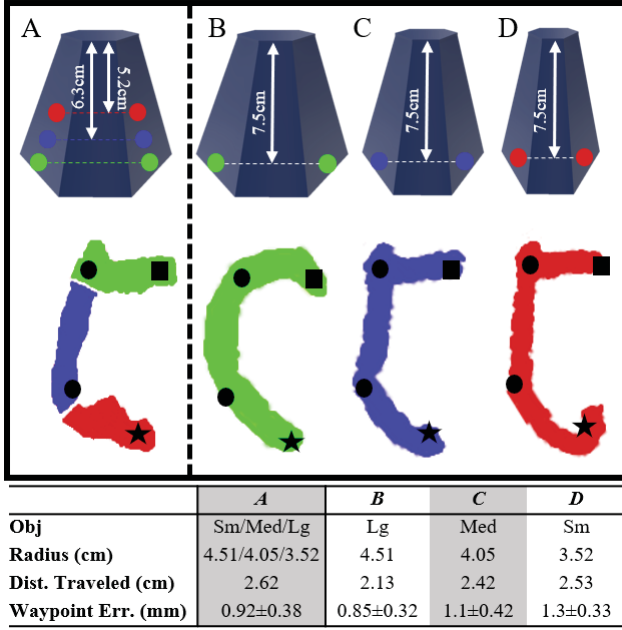 A B C D
6.3cm 5.2cm 7.5cm 7.5cm 7.5cm
A B C D
Obj Sm/Med/Lg Lg Med Sm
Radius (cm) 4.51/4.05/3.52 4.51 4.05 3.52
Dist. Traveled (cm) 2.62 2.13 2.42 2.53
Waypoint Err. (mm) 0.92±0.38 0.85±0.32 1.1±0.42 1.3±0.33